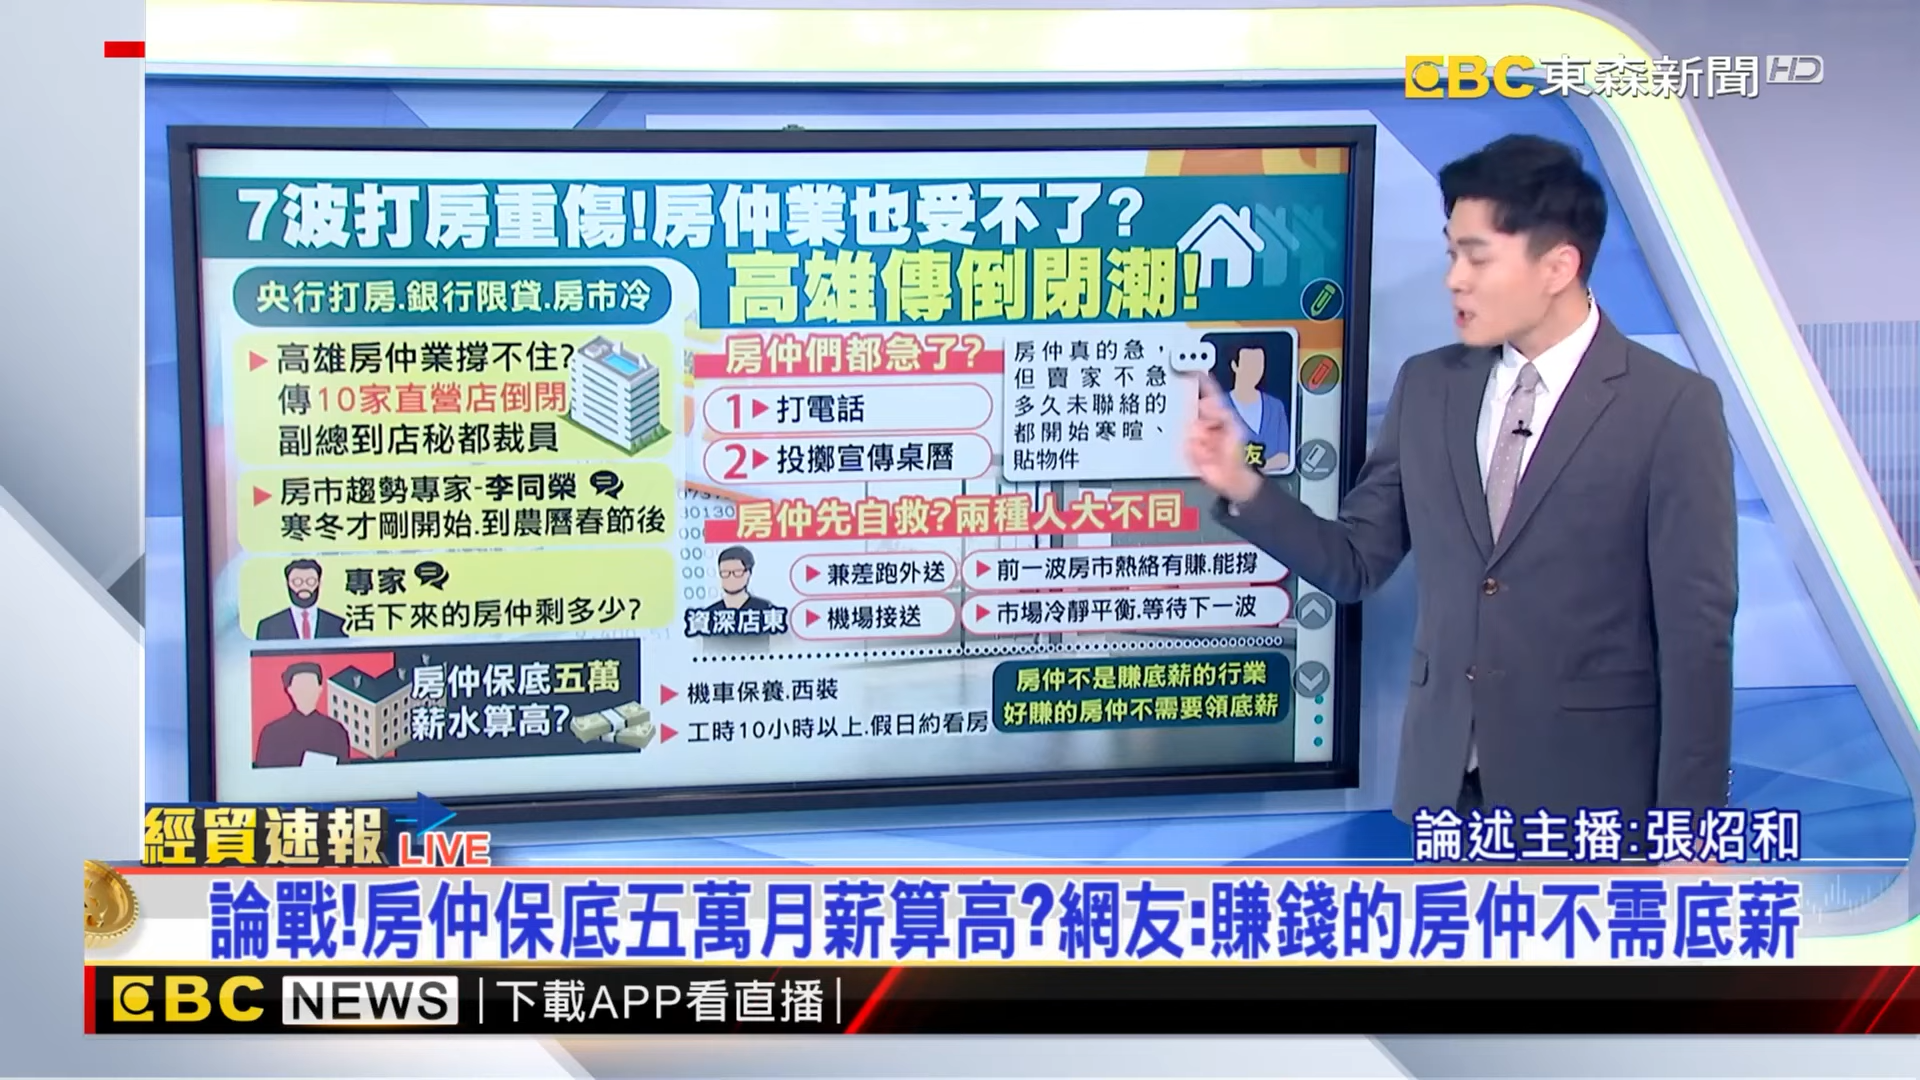 EBC 東森新聞 HD
7波打房重傷!房仲業也受不了?
高雄傳倒閉潮!
央行打房.銀行限貸.房市冷
高雄房仲業撐不住?
傳10家直營店倒閉
副總到店秘都裁員
房市趨勢專家-李同榮
寒冬才剛開始.到農曆春節後
專家
活下來的房仲剩多少?
房仲保底五萬
薪水算高?
房仲們都急了?
1 打電話
2 投擲宣傳桌曆
房仲真的急,
但賣家不急
多久未聯絡的
都開始寒暄、
貼物件
友
房仲先自救?兩種人大不同
資深店東
兼差跑外送
機場接送
前一波房市熱絡有賺.能撐
市場冷靜平衡.等待下一波
機車保養.西裝
工時10小時以上.假日約看房
房仲不是賺底薪的行業
好賺的房仲不需要領底薪
經貿速報 LIVE
論述主播:張炤和
論戰!房仲保底五萬月薪算高?網友:賺錢的房仲不需底薪
EBC NEWS |下載APP看直播|